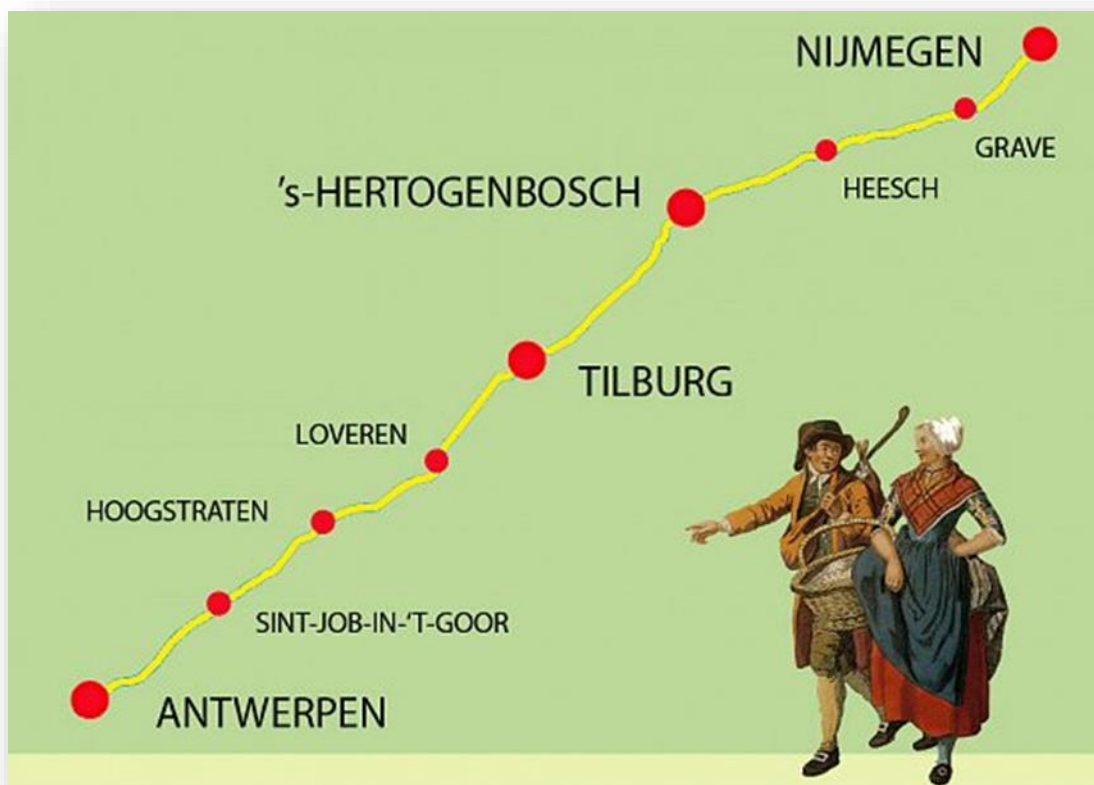 NIJMEGEN
GRAVE
's-HERTOGENBOSCH
HEESCH
TILBURG
LOVEREN
HOOGSTRATEN
SINT-JOB-IN-'T-GOOR
ANTWERPEN